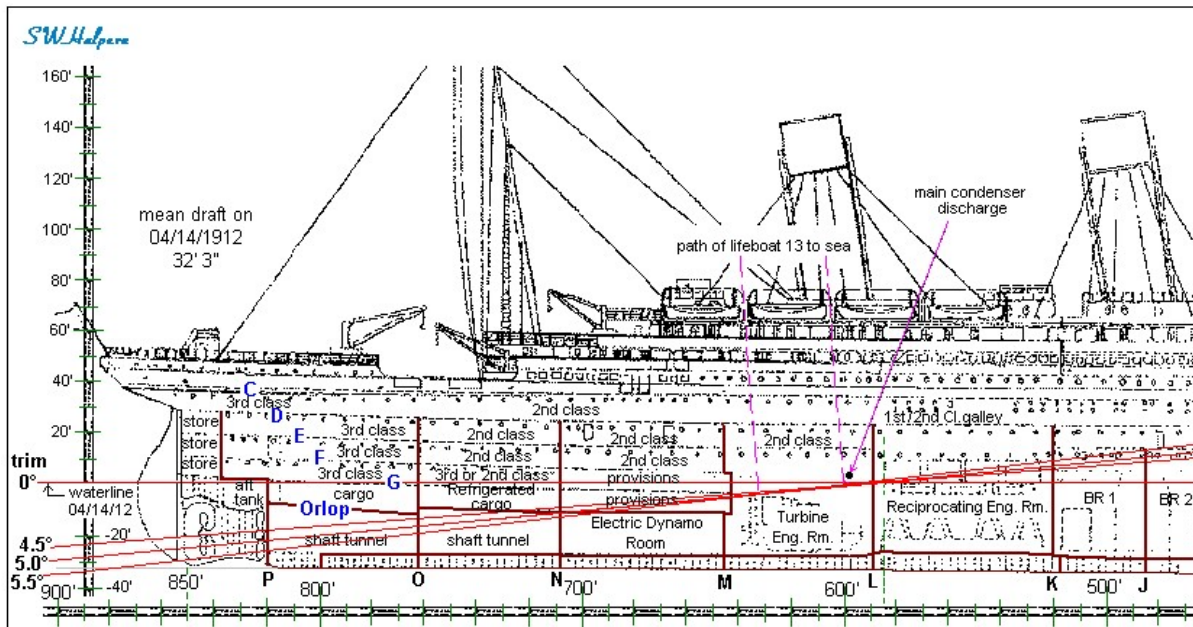 SWHalpern
160'
140'
120'
100'
80'
60'
40'
20'
trim
0°
4.5°
5.0°
5.5°
-20'
-40'
mean draft on
04/14/1912
32' 3"
main condenser
discharge
path of lifeboat 13 to sea
C
3rd class
D
2nd class
1st/2nd Cl.galley
store
3rd class
E
2nd class
2nd class
2nd class
store
3rd class
F
2nd class
2nd class
store
3rd class
3rd or 2nd class
provisions
cargo
G
Refrigerated
cargo
provisions
aft
tank
Orlop
waterline
04/14/12
Electric Dynamo
Room
Turbine
Eng. Rm.
Reciprocating Eng. Rm.
BR 1
BR 2
shaft tunnel
shaft tunnel
P
O
N
M
L
K
J
900'
850'
800'
700'
600'
500'